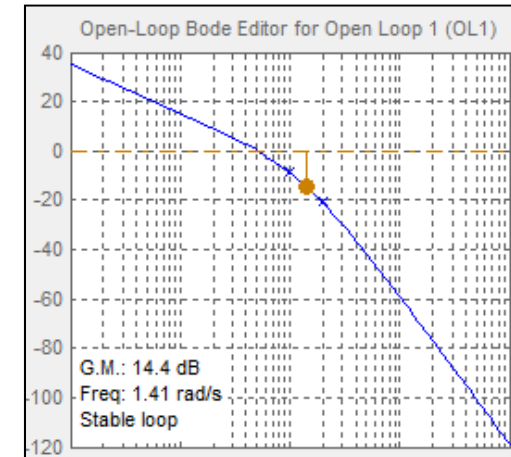 Open-Loop Bode Editor for Open Loop 1 (OL1)
40
20
0
-20
-40
-60
-80
-100
-120
G.M.: 14.4 dB
Freq: 1.41 rad/s
Stable loop